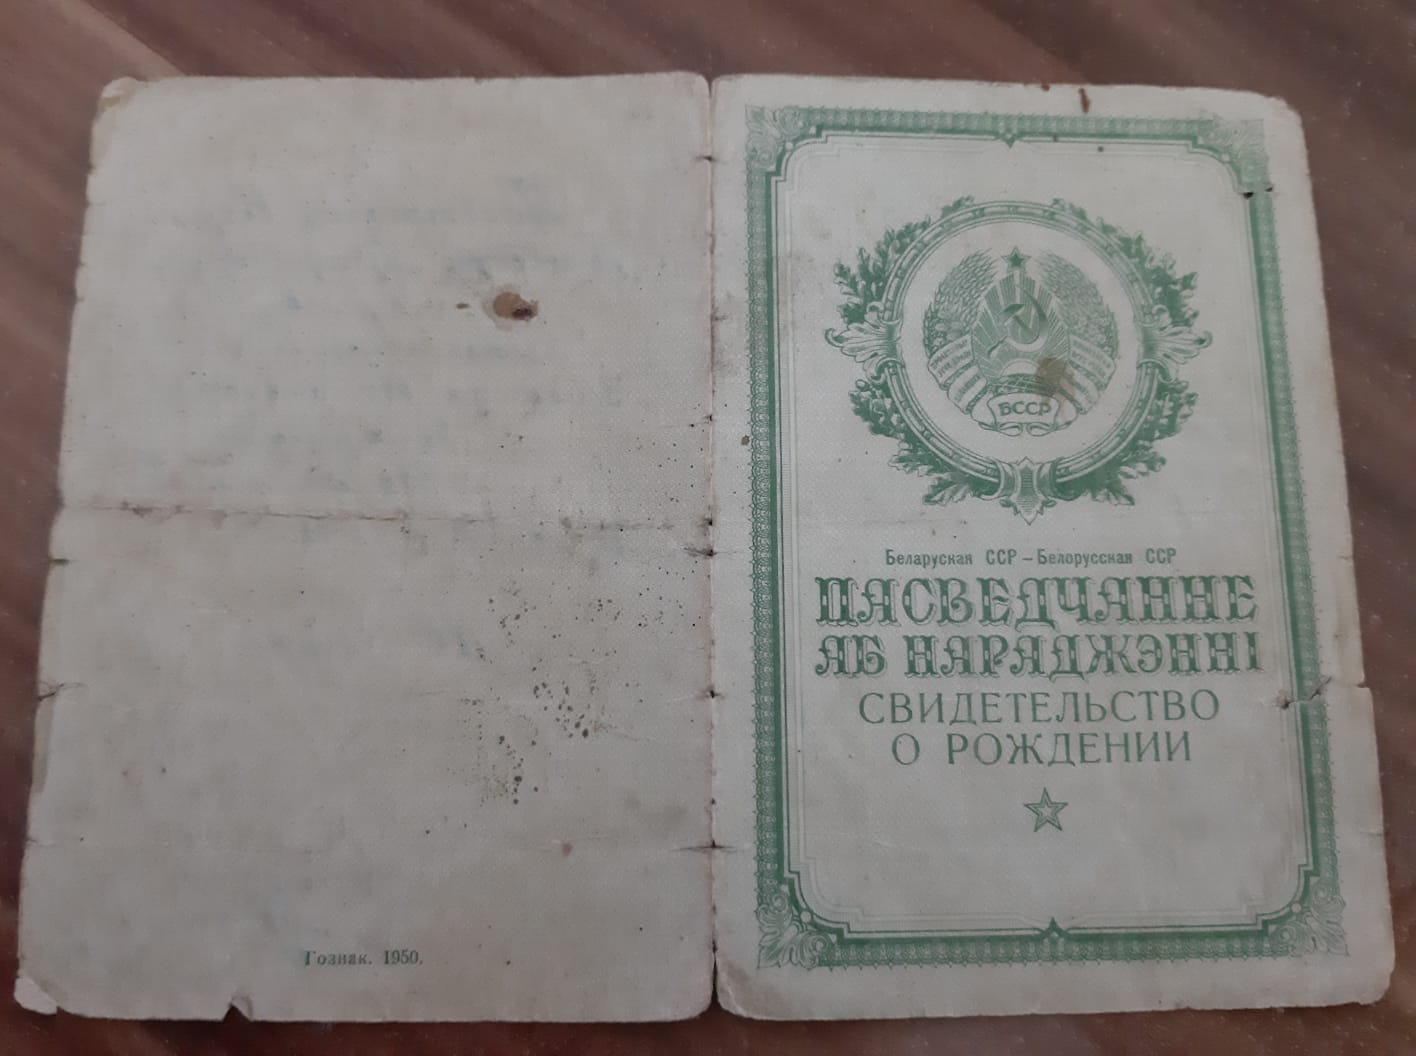 Гознак. 1950.
БССР
Беларуская ССР – Белорусская ССР
ПАСВЕДЧАННЕ
АБ НАРАДЖЭННІ
СВИДЕТЕЛЬСТВО
О РОЖДЕНИИ